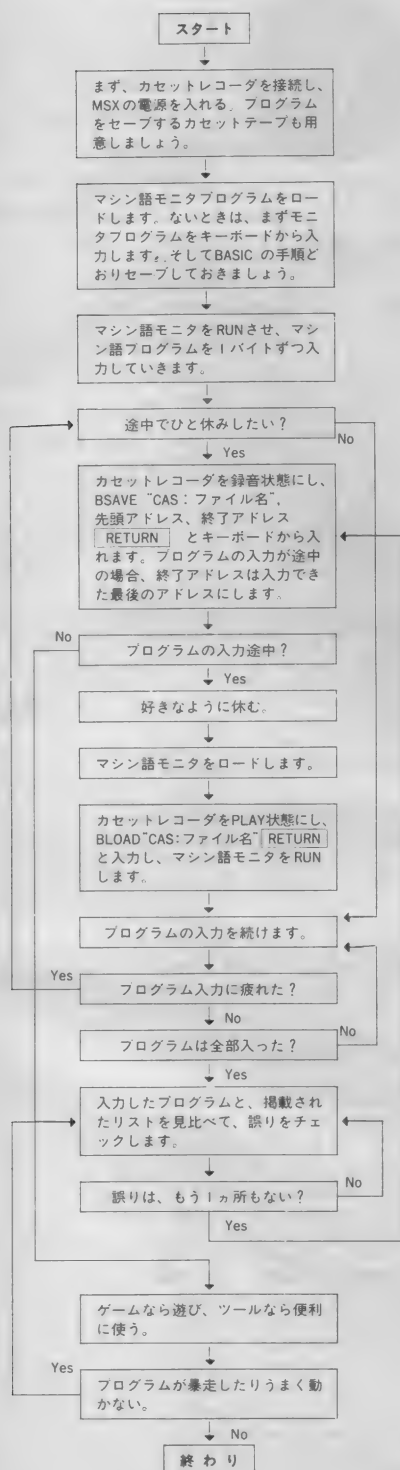 スタート
まず、カセットレコーダを接続し、
MSXの電源を入れる。プログラム
をセーブするカセットテープも用
意しましょう。
マシン語モニタプログラムをロー
ドします。ないときは、まずモニ
タプログラムをキーボードから入
力します。そしてBASICの手順ど
おりセーブしておきましょう。
マシン語モニタをRUNさせ、マシ
ン語プログラムを1バイトずつ入
力していきます。
途中でひと休みしたい?
No
Yes
カセットレコーダを録音状態にし、
BSAVE "CAS:ファイル名",
先頭アドレス、終了アドレス
RETURN とキーボードから入
れます。プログラムの入力が途中
の場合、終了アドレスは入力でき
た最後のアドレスにします。
No
プログラムの入力途中?
Yes
好きなように休む。
マシン語モニタをロードします。
カセットレコーダをPLAY状態にし、
BLOAD"CAS:ファイル名" RETURN
と入力し、マシン語モニタをRUN
します。
プログラムの入力を続けます。
Yes
プログラム入力に疲れた?
No
プログラムは全部入った?
No
Yes
入力したプログラムと、掲載され
たリストを見比べて、誤りをチェ
ックします。
No
誤りは、もう1ヵ所もない?
Yes
ゲームなら遊び、ツールなら便利
に使う。
Yes
プログラムが暴走したりうまく動
かない。
No
終わり